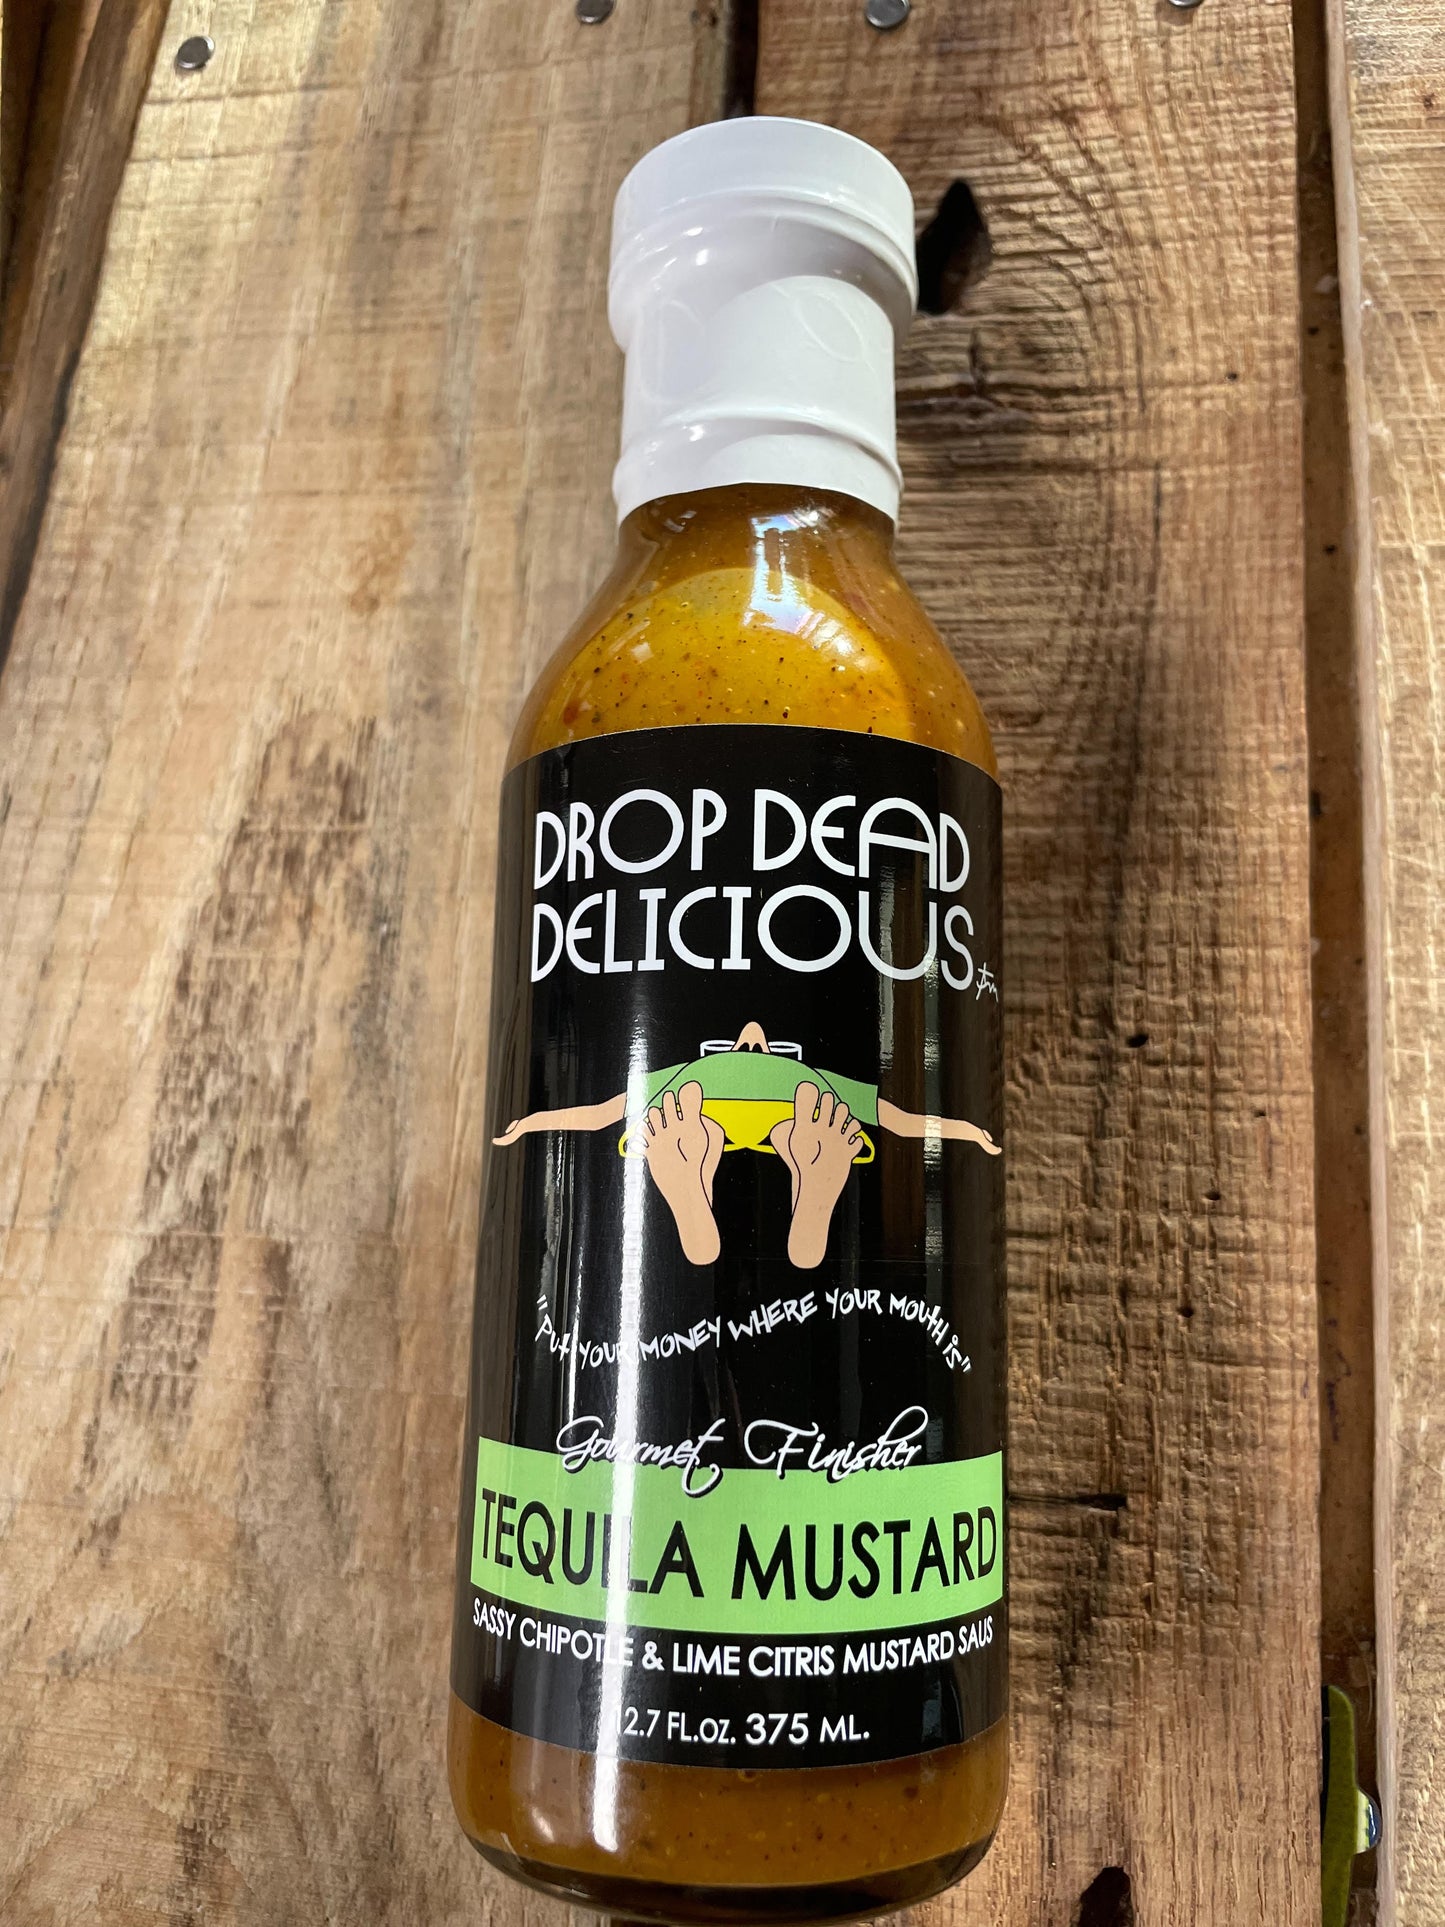 DROP DEAD
DELICIOUS
TM
"PUT YOUR MONEY WHERE YOUR MOUTH IS"
Gourmet Finisher
TEQUILA MUSTARD
SASSY CHIPOTLE & LIME CITRIS MUSTARD SAUS
12.7 FL.OZ. 375 ML.